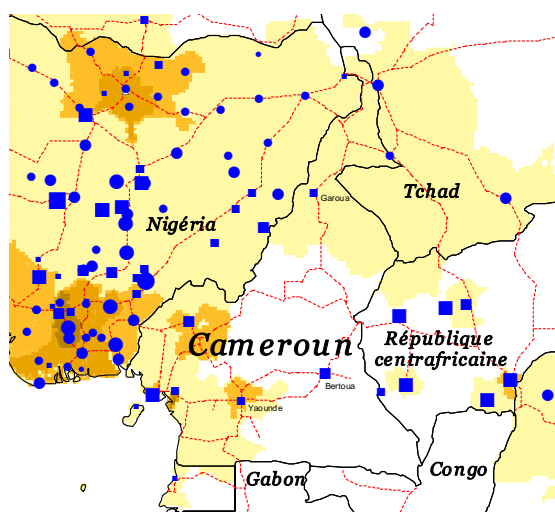 Tchad
Garoua
Nigéria
Cameroun
République
centrafricaine
Bertoua
Yaounde
Gabon
Congo